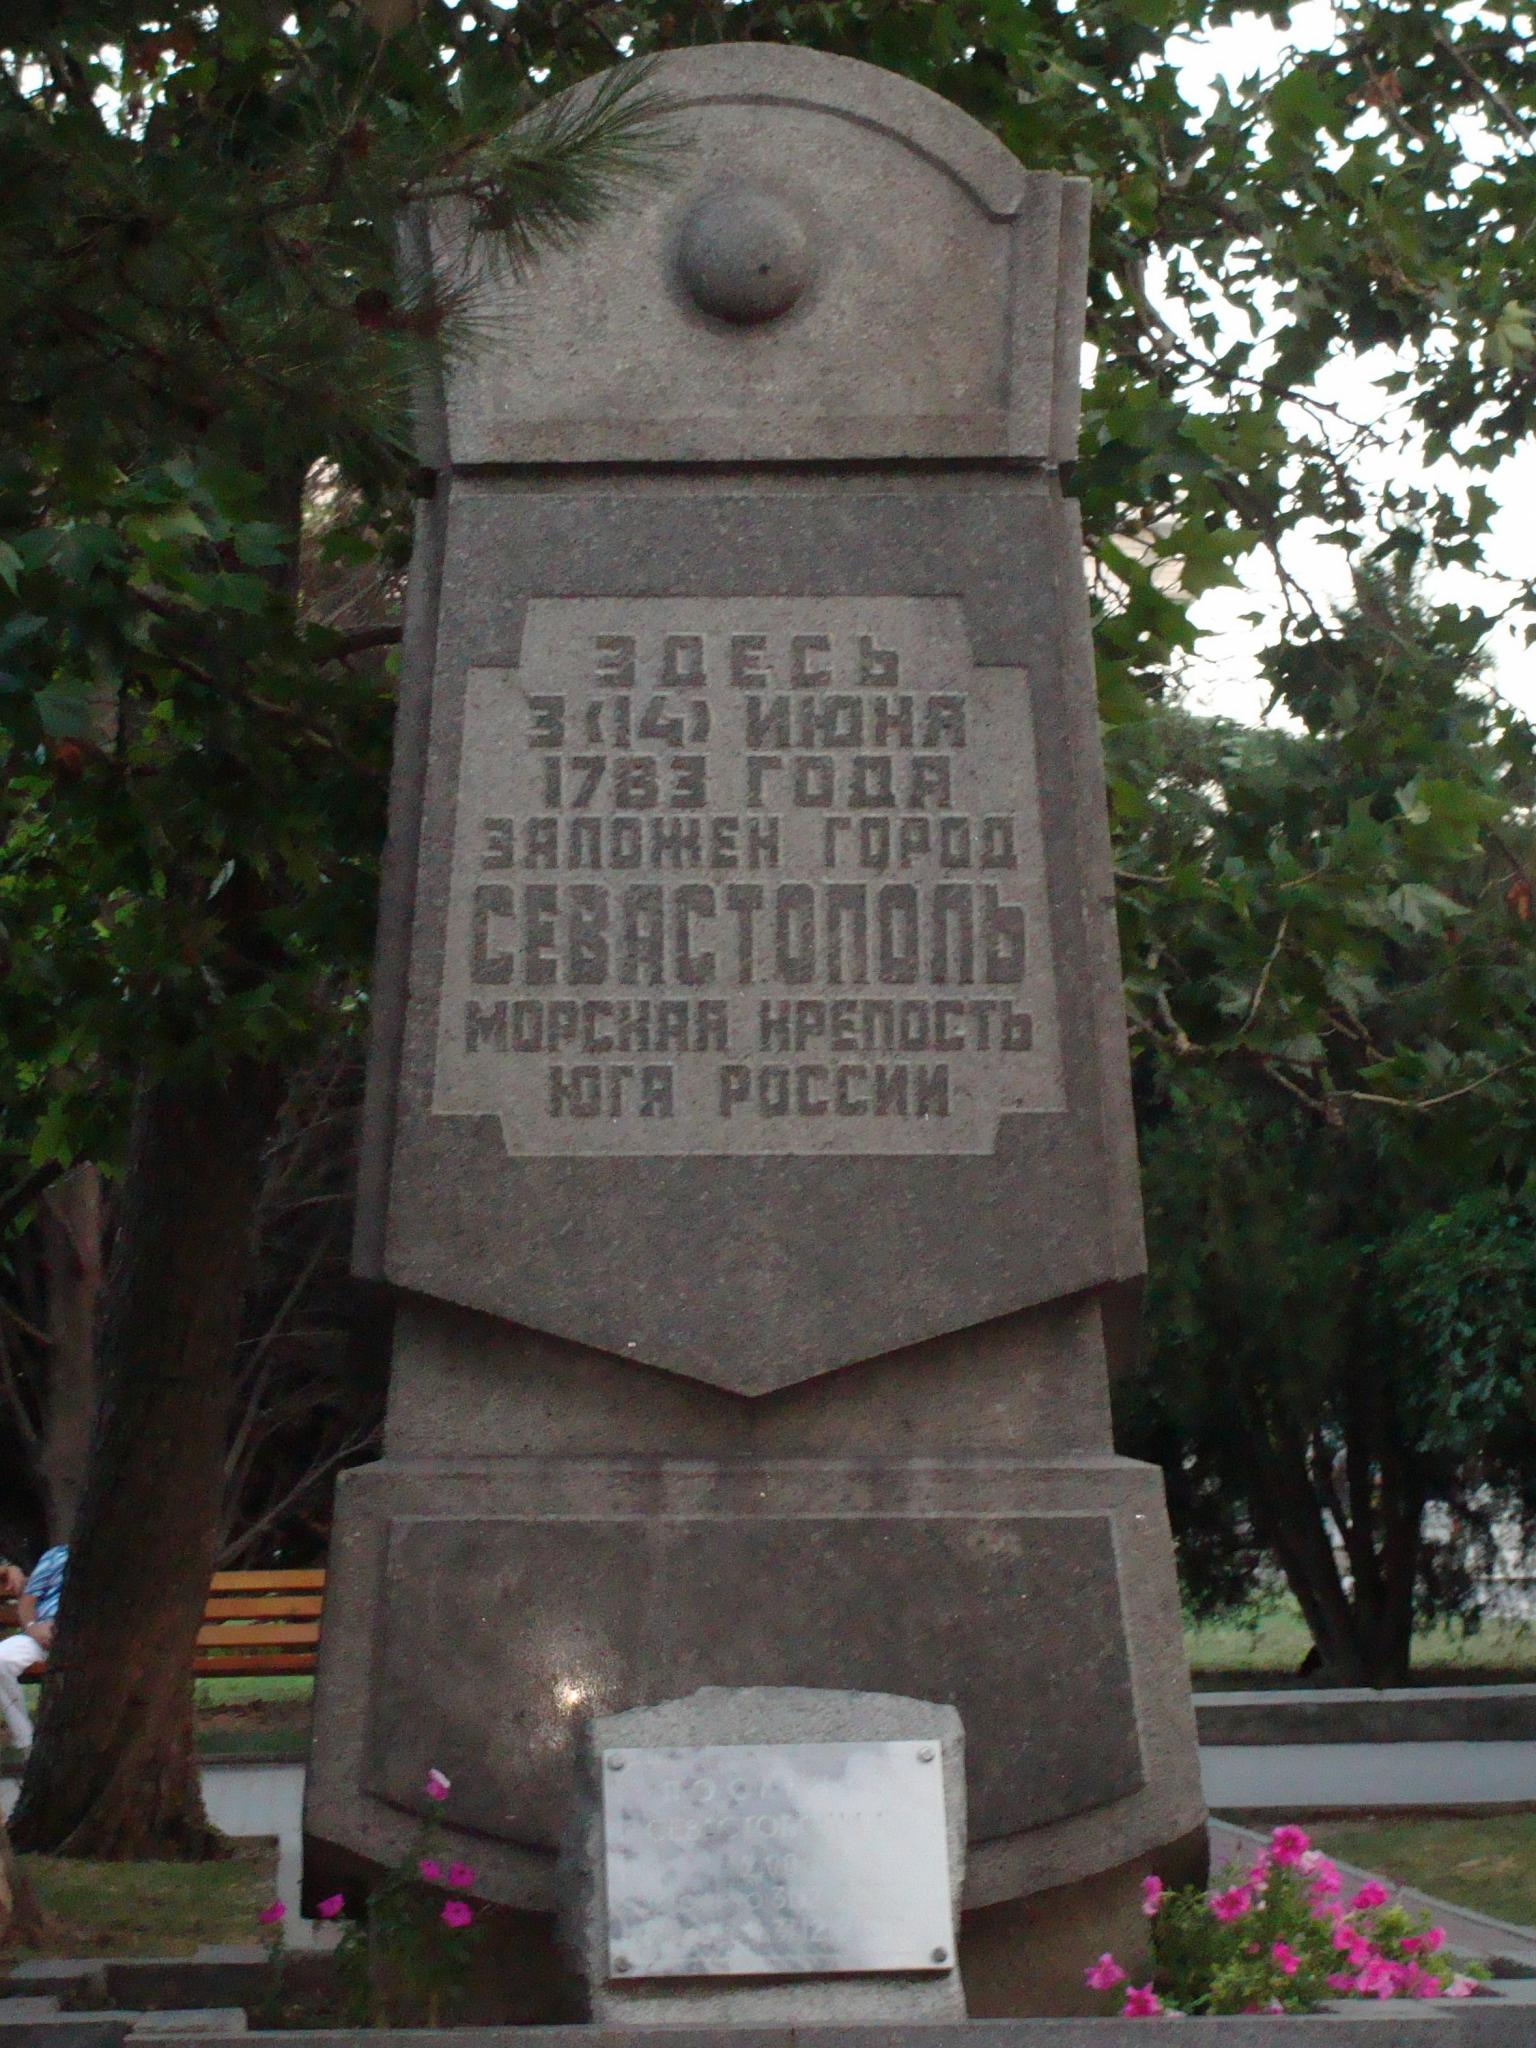 ЗДЕСЬ
3 (14) ИЮНЯ
1783 ГОДА
ЗАЛОЖЕН ГОРОД
СЕВАСТОПОЛЬ
МОРСКАЯ КРЕПОСТЬ
ЮГА РОССИИ